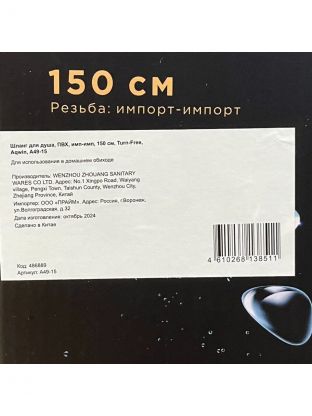 150 см
Резьба: импорт-импорт
Шланг для душа, ПВХ, имп-имп, 150 см, Turn-Free,
Aqwin, A49-15
Для использования в домашнем обиходе
Производитель: WENZHOU ZHOUANG SANITARY
WARES CO LTD. Адрес: No.1 Xingpo Road, Waiyang
village, Pengxi Town, Taishun County, Wenzhou City,
Zhejiang Province, Китай
Импортер: ООО «ПРАЙМ». Адрес: Россия, г.Воронеж,
ул.Волгоградская, д.32
Дата изготовления: октябрь 2024
Сделано в Китае
Код: 486889
Артикул: A49-15
4 610268 138511